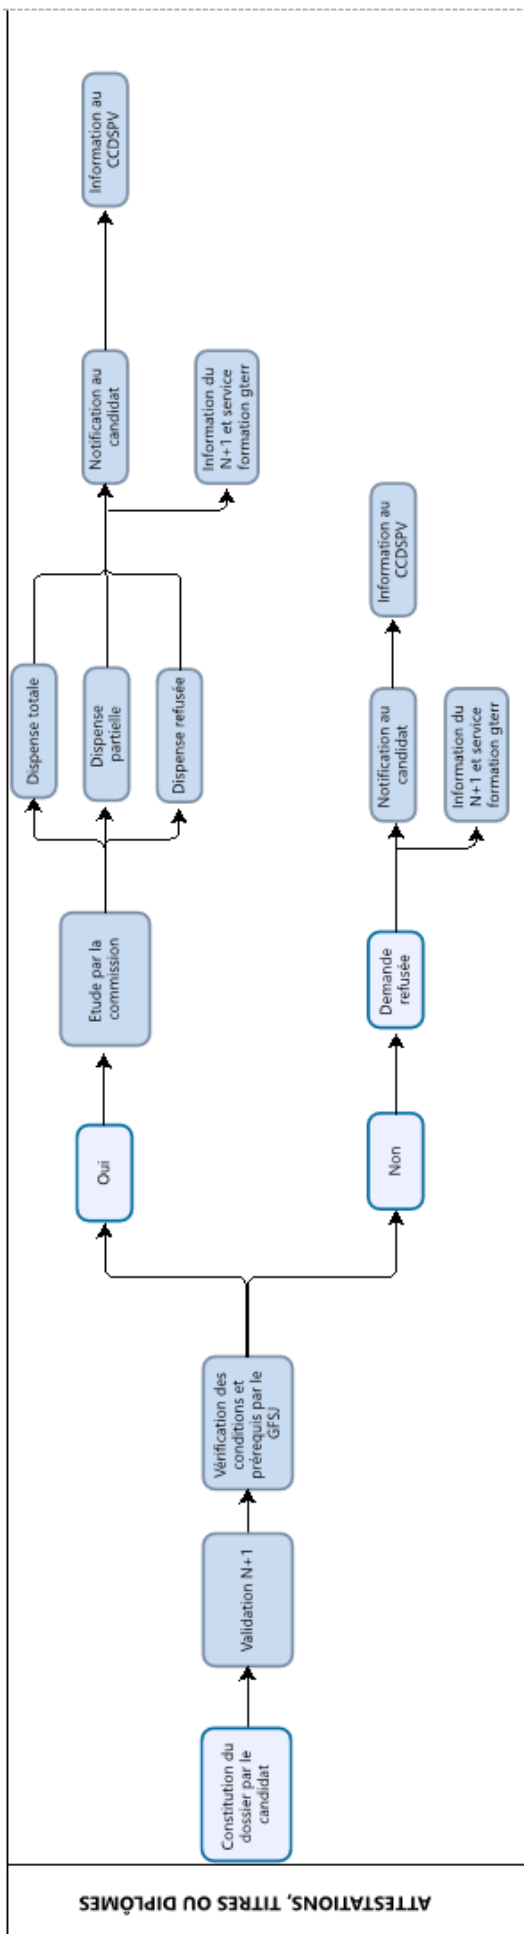 ATTESTATIONS, TITRES OU DIPLÔMES
Constitution du
dossier par le
candidat
Validation N+1
Vérification des
conditions et
prérequis par le
GFSJ
Oui
Etude par la
commission
Dispense totale
Dispense
partielle
Dispense refusée
Notification au
candidat
Information du
N+1 et service
formation gterr
Information au
CCDSPV
Non
Demande
refusée
Notification au
candidat
Information du
N+1 et service
formation gterr
Information au
CCDSPV